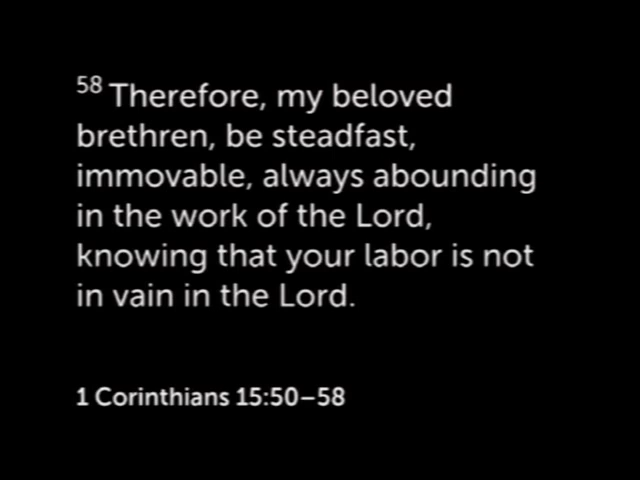 58 Therefore, my beloved
brethren, be steadfast,
immovable, always abounding
in the work of the Lord,
knowing that your labor is not
in vain in the Lord.
1 Corinthians 15:50–58